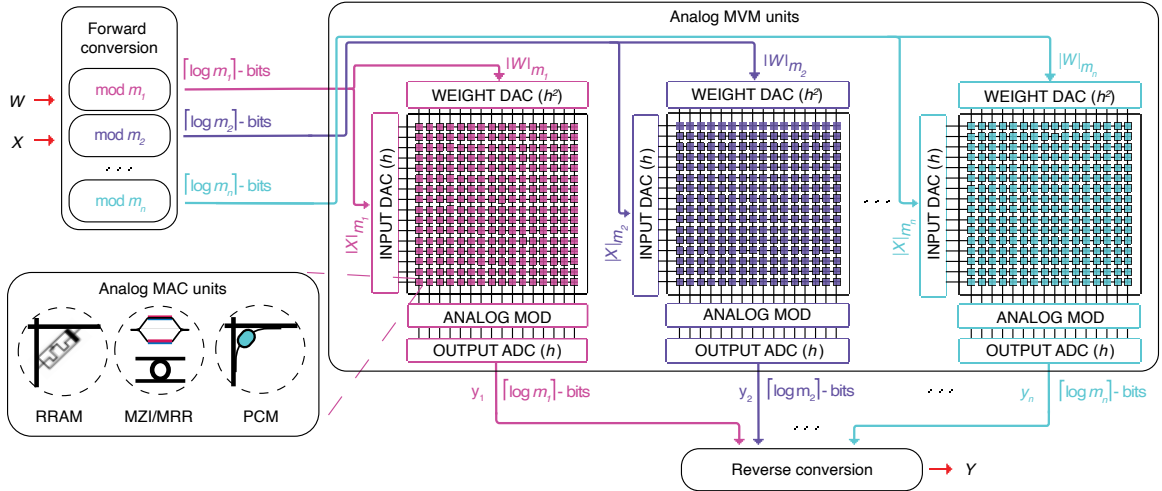 Forward
conversion
W
X
mod m₁
mod m₂
. . . .
mod mₙ
⌈log m₁⌉- bits
⌈log m₂⌉- bits
⌈log mₙ⌉- bits
Analog MVM units
|W|m₁
WEIGHT DAC (h²)
|X|m₁
INPUT DAC (h)
ANALOG MOD
OUTPUT ADC (h)
|W|m₂
WEIGHT DAC (h²)
|X|m₂
INPUT DAC (h)
ANALOG MOD
OUTPUT ADC (h)
. . . .
|W|mₙ
WEIGHT DAC (h²)
|X|mₙ
INPUT DAC (h)
ANALOG MOD
OUTPUT ADC (h)
Analog MAC units
RRAM
MZI/MRR
PCM
y₁ ⌈log m₁⌉- bits
y₂ ⌈log m₂⌉- bits
. . . .
yₙ ⌈log mₙ⌉- bits
. . . .
Reverse conversion
Y